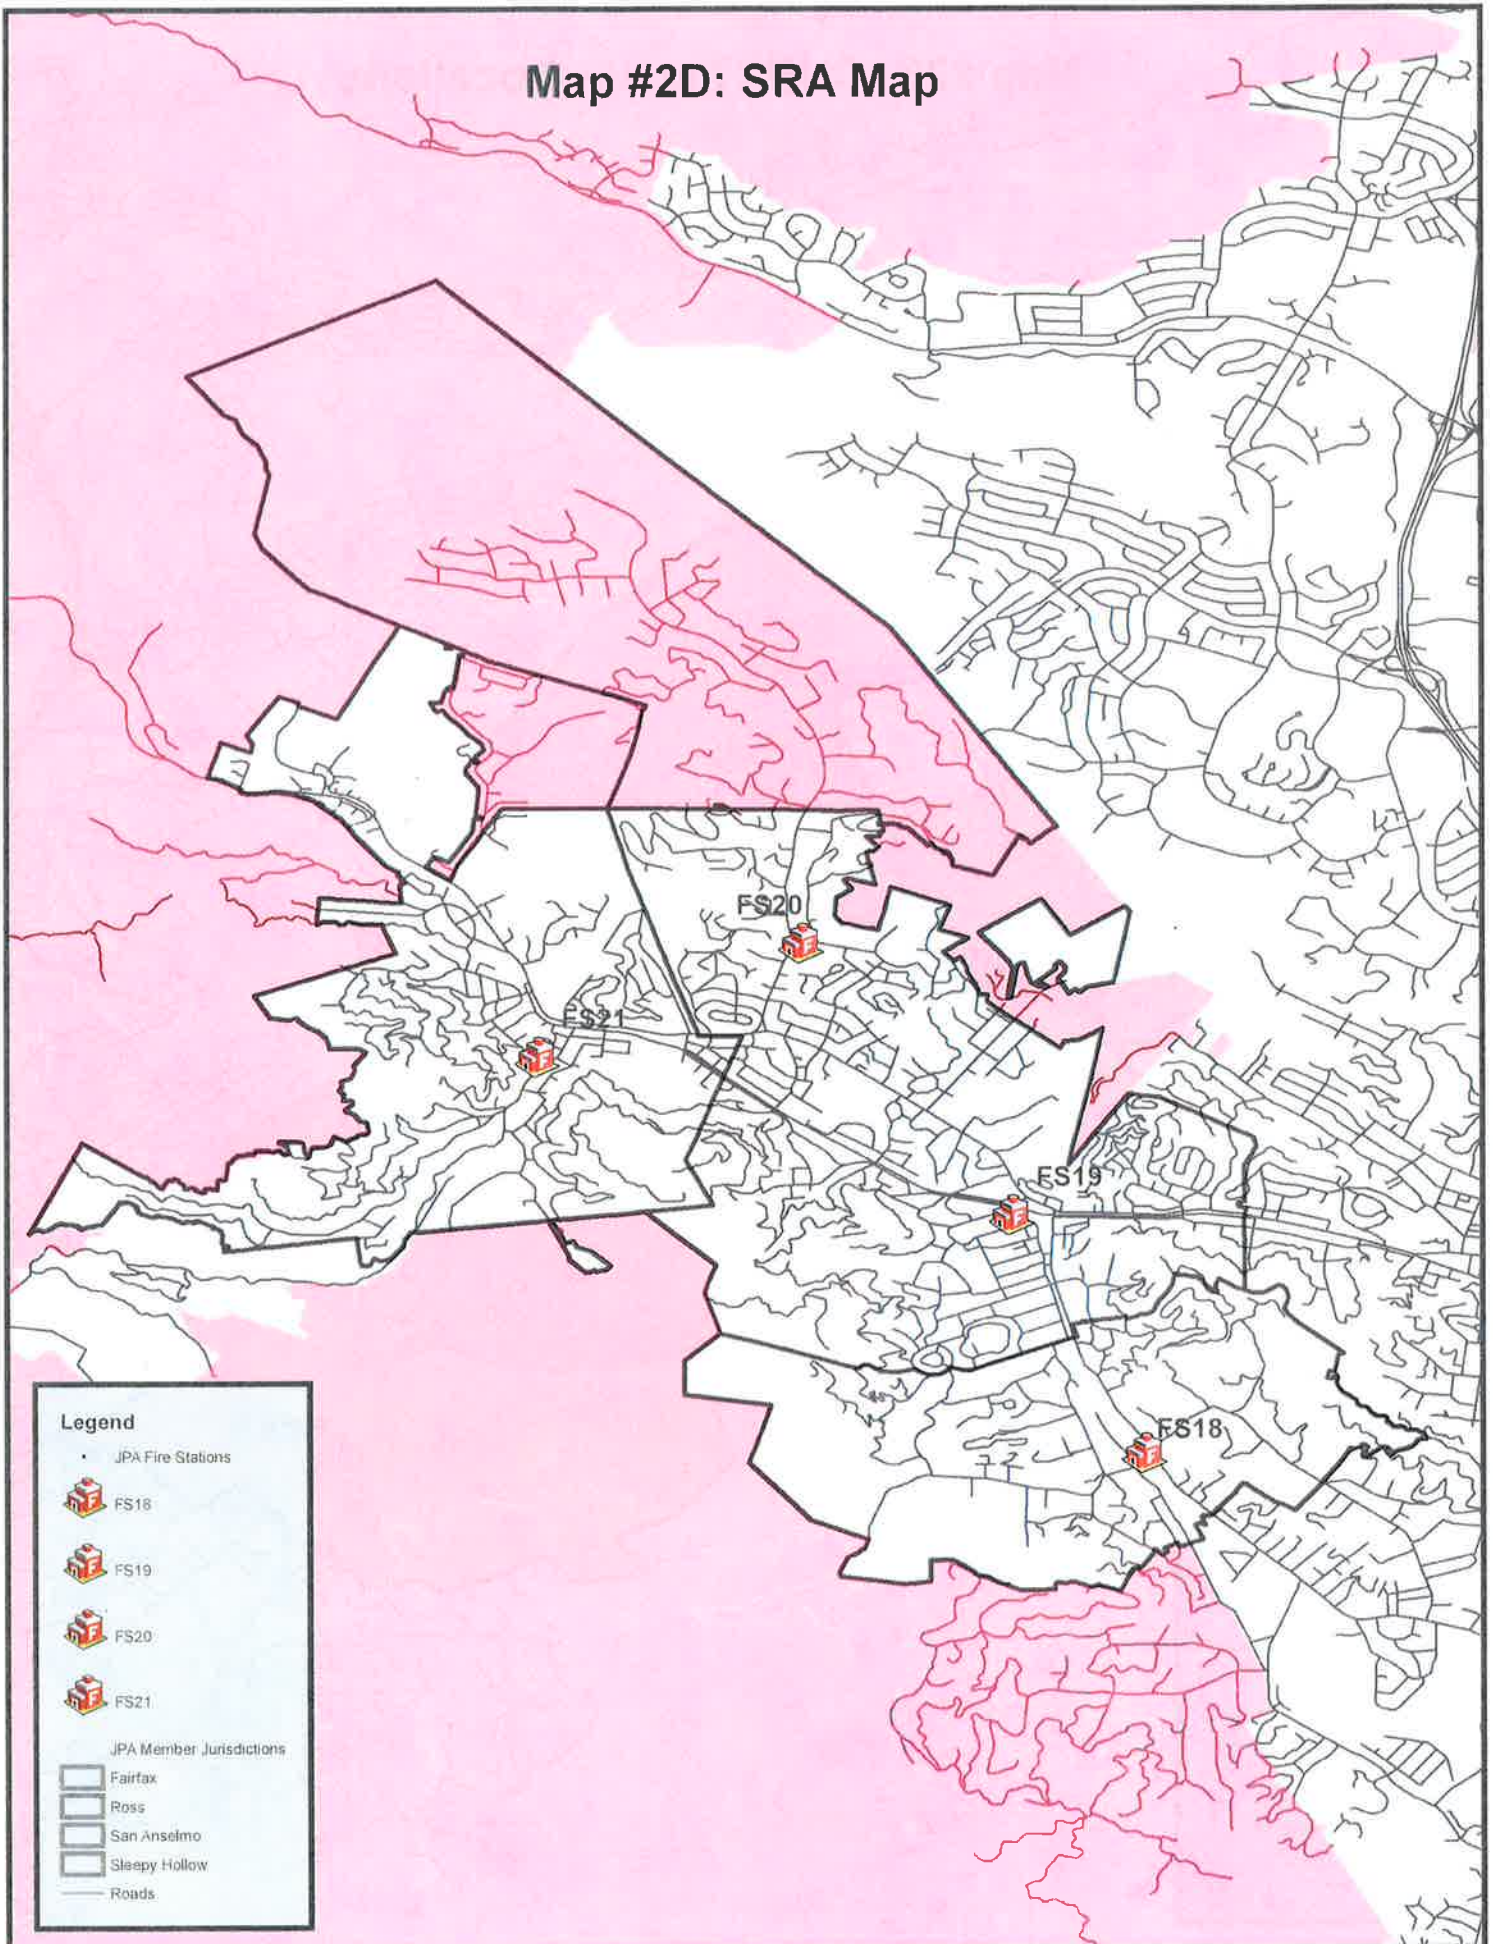 Map #2D: SRA Map
FS20
FS21
FS19
FS18
Legend
JPA Fire Stations
FS18
FS19
FS20
FS21
JPA Member Jurisdictions
Fairfax
Ross
San Anselmo
Sleepy Hollow
Roads